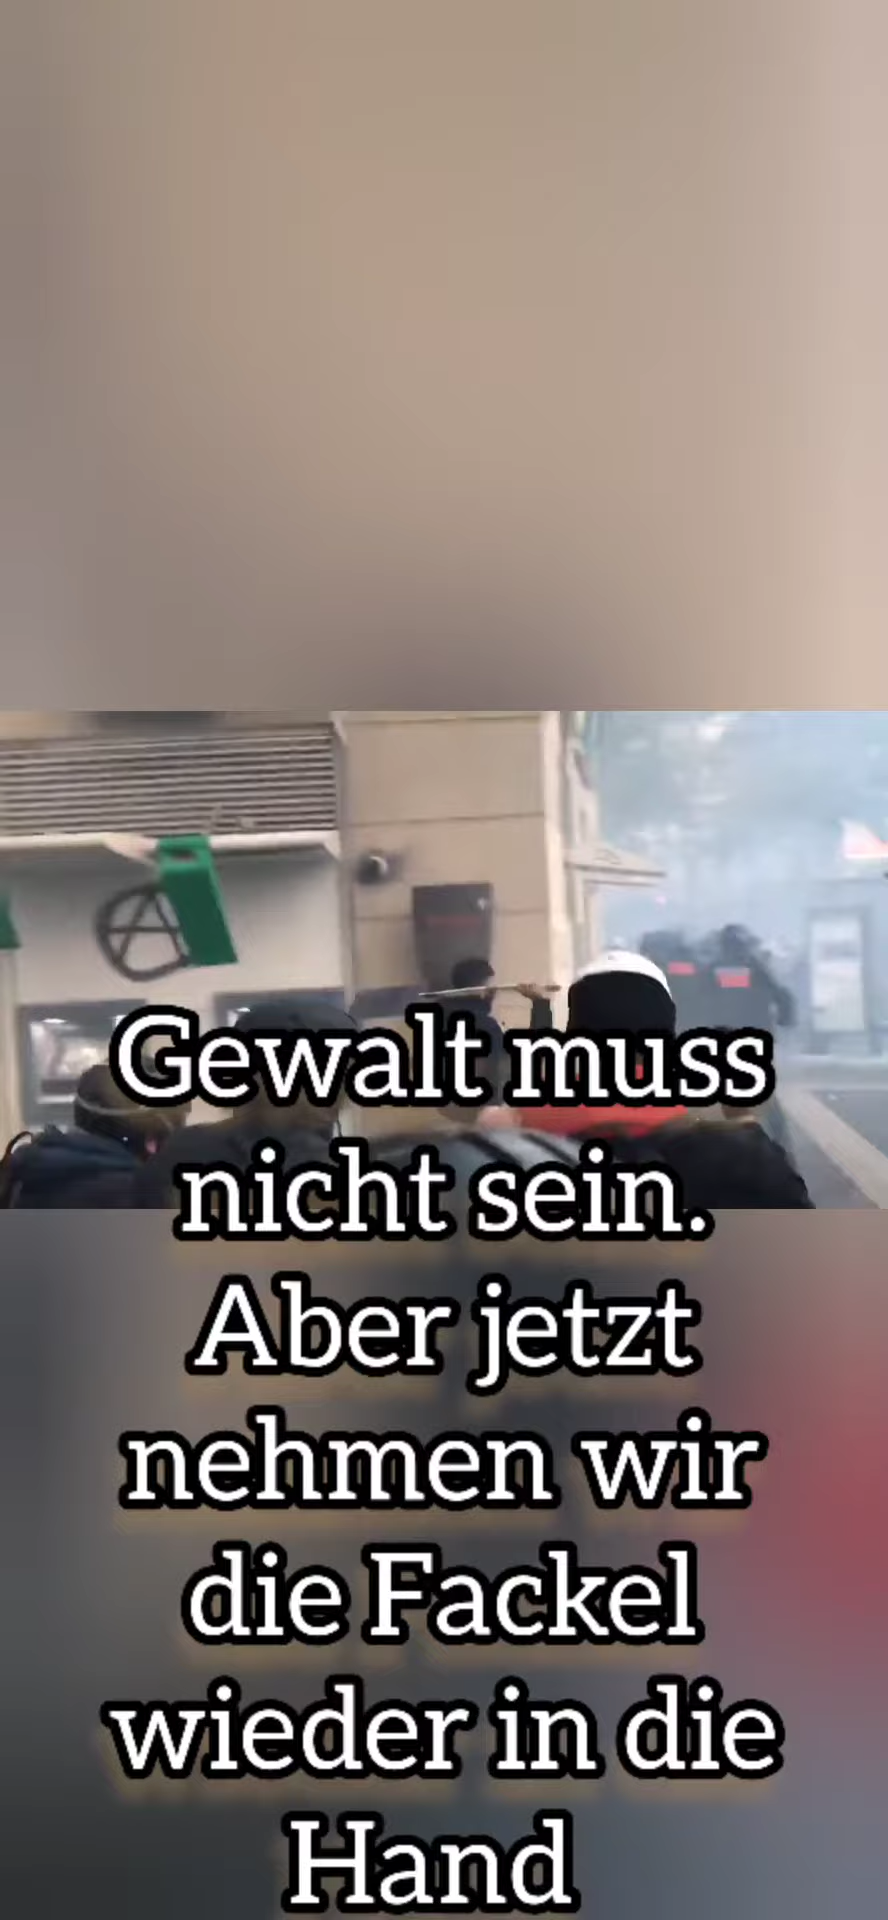 Gewalt muss
nicht sein.
Aber jetzt
nehmen wir
die Fackel
wieder in die
Hand